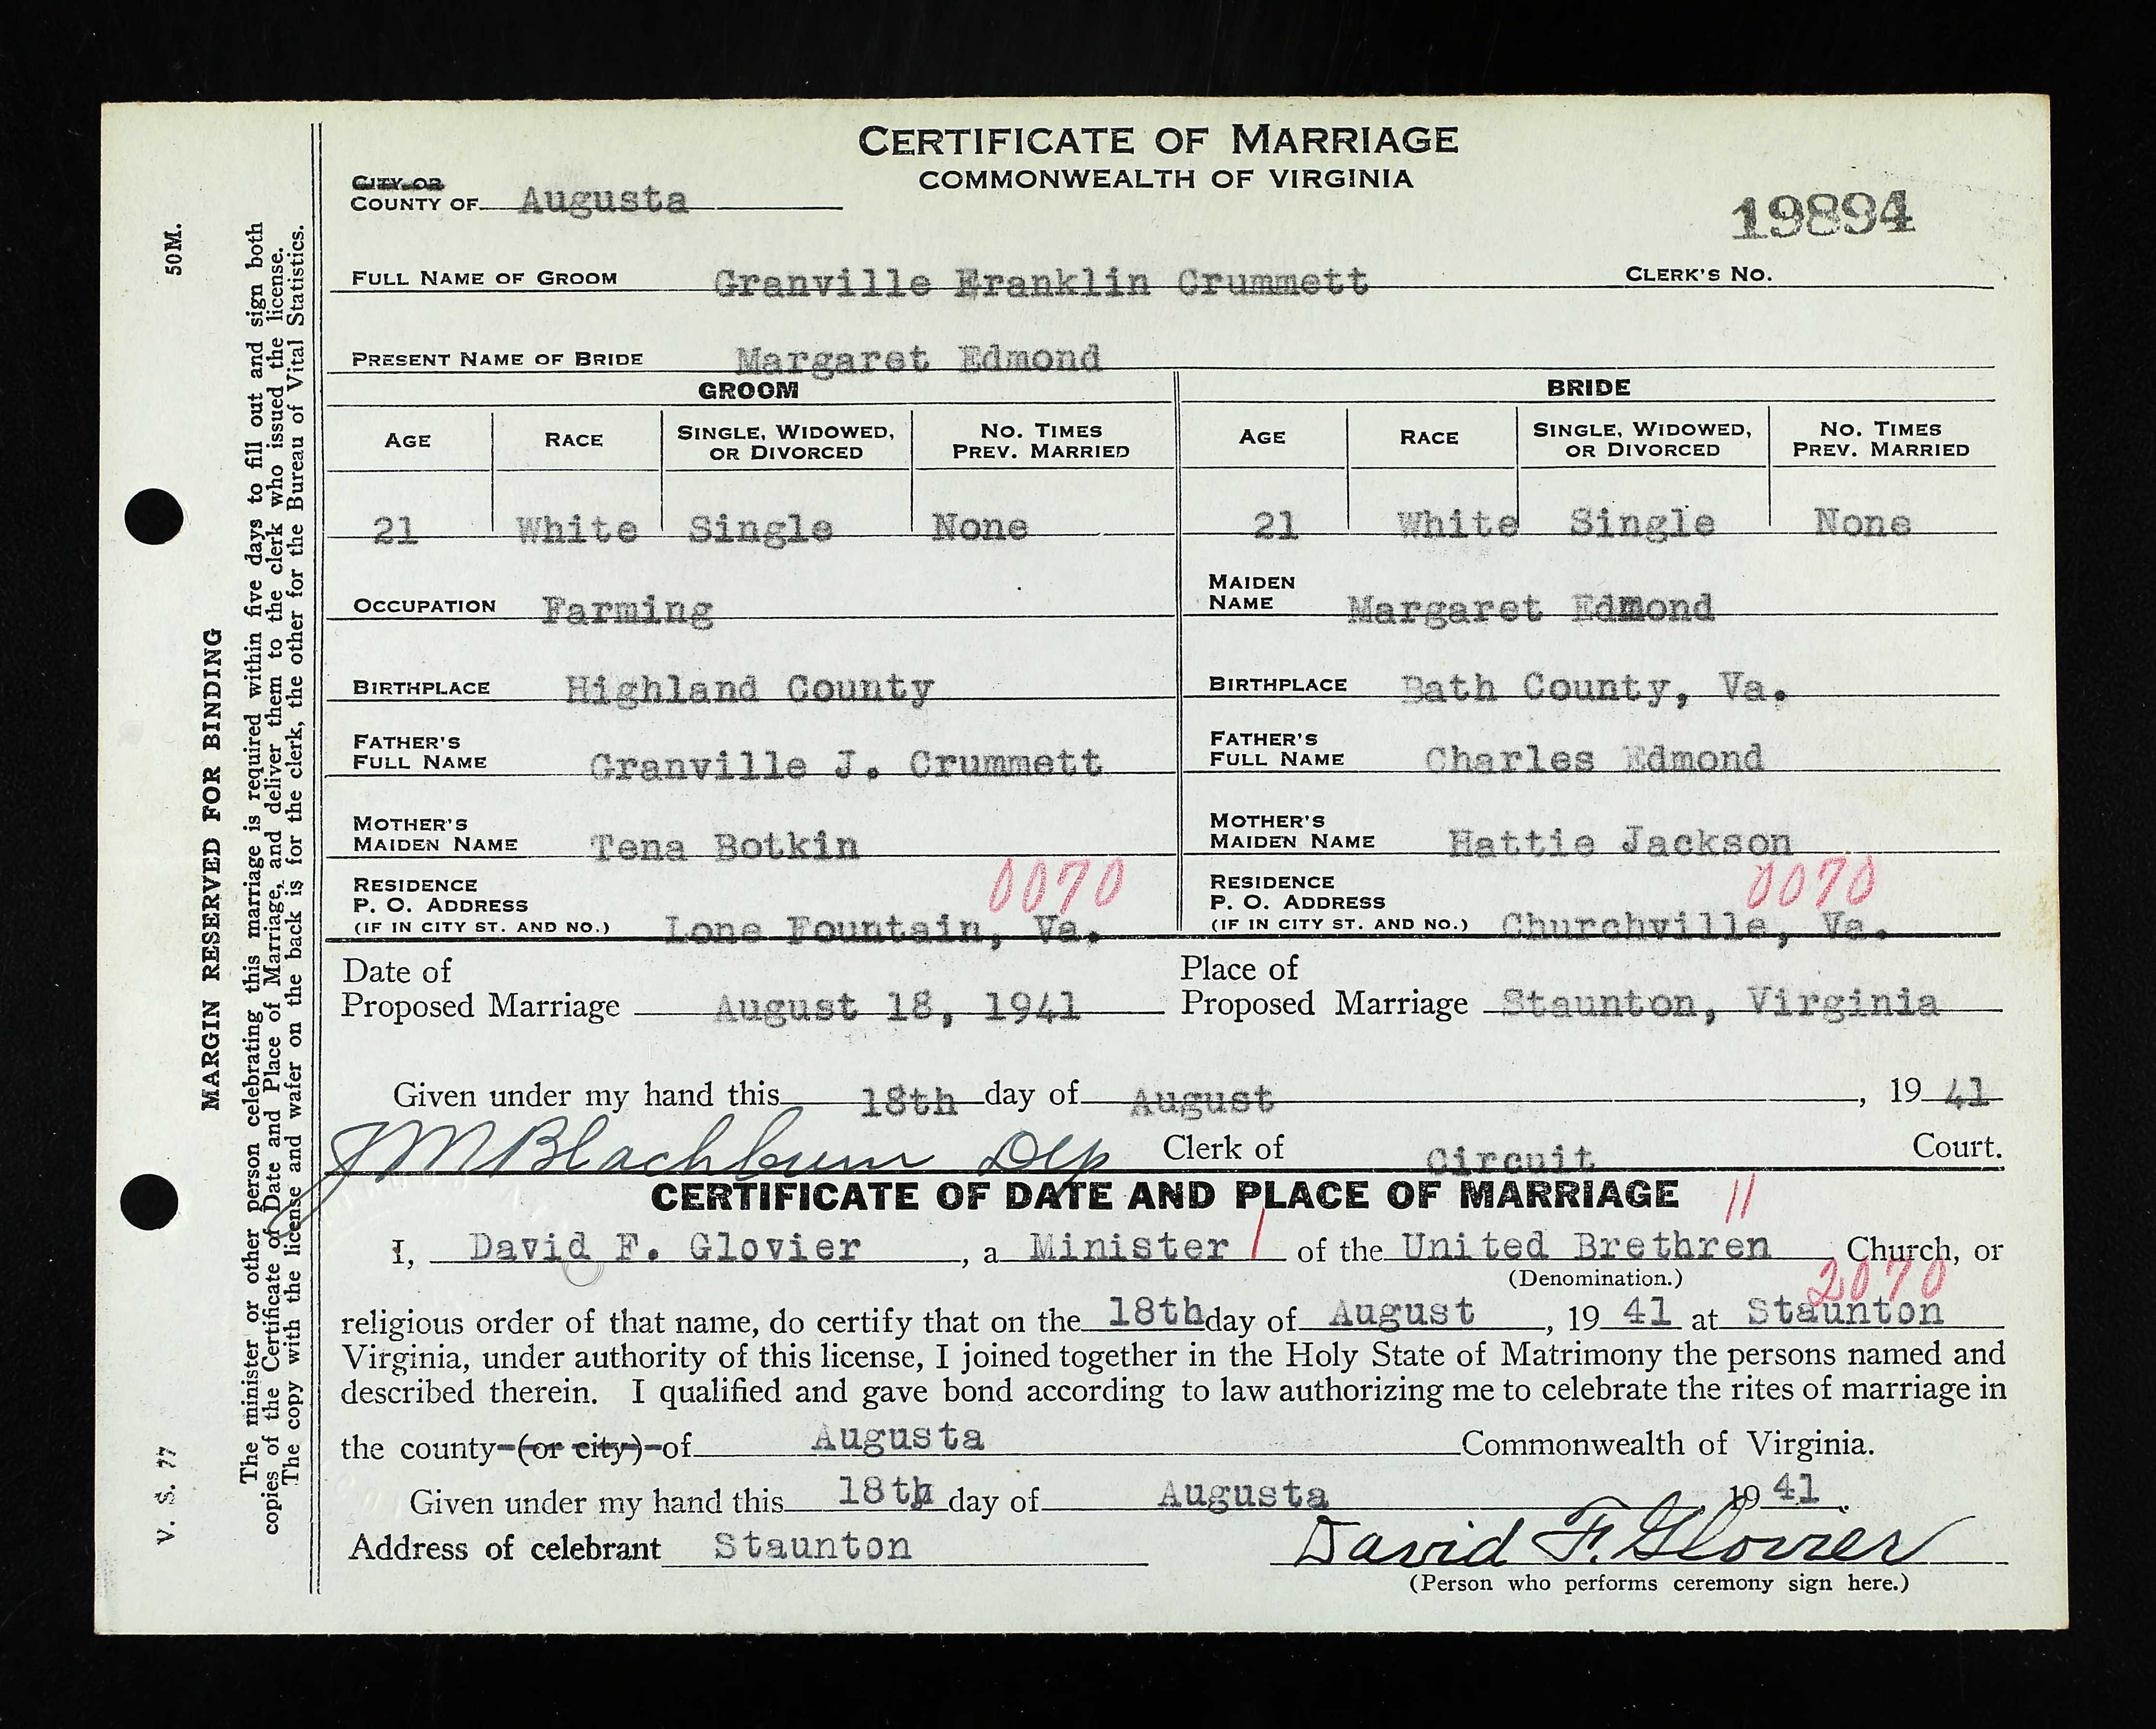 CERTIFICATE OF MARRIAGE
COMMONWEALTH OF VIRGINIA
CITY OR
COUNTY OF Augusta
19894
FULL NAME OF GROOM Granville Franklin Crummett CLERK'S NO.
PRESENT NAME OF BRIDE Margaret Edmond
GROOM BRIDE
AGE RACE SINGLE, WIDOWED, OR DIVORCED NO. TIMES PREV. MARRIED AGE RACE SINGLE, WIDOWED, OR DIVORCED NO. TIMES PREV. MARRIED
21 White Single None 21 White Single None
OCCUPATION Farming MAIDEN NAME Margaret Edmond
BIRTHPLACE Highland County BIRTHPLACE Bath County, Va.
FATHER'S FULL NAME Granville J. Crummett FATHER'S FULL NAME Charles Edmond
MOTHER'S MAIDEN NAME Tena Botkin MOTHER'S MAIDEN NAME Hattie Jackson
0070 0070
RESIDENCE P. O. ADDRESS (IF IN CITY ST. AND NO.) Lone Fountain, Va. RESIDENCE P. O. ADDRESS (IF IN CITY ST. AND NO.) Churchville, Va.
Date of Proposed Marriage August 18, 1941 Place of Proposed Marriage Staunton, Virginia
Given under my hand this 18th day of August, 1941
J M Blackburn Dep Clerk of Circuit Court.
CERTIFICATE OF DATE AND PLACE OF MARRIAGE 11
I, David F. Glovier, a Minister 1 of the United Brethren Church, or
(Denomination.) 2070
religious order of that name, do certify that on the 18th day of August, 19 41 at Staunton
Virginia, under authority of this license, I joined together in the Holy State of Matrimony the persons named and
described therein. I qualified and gave bond according to law authorizing me to celebrate the rites of marriage in
the county (or city) of Augusta Commonwealth of Virginia.
Given under my hand this 18th day of Augusta, 19 41.
Address of celebrant Staunton David F. Glovier
(Person who performs ceremony sign here.)
V. S. 77 50M.
MARGIN RESERVED FOR BINDING
The minister or other person celebrating this marriage is required within five days to fill out and sign both
copies of the Certificate of Date and Place of Marriage, and deliver them to the clerk who issued the license.
The copy with the license and wafer on the back is for the clerk, the other for the Bureau of Vital Statistics.